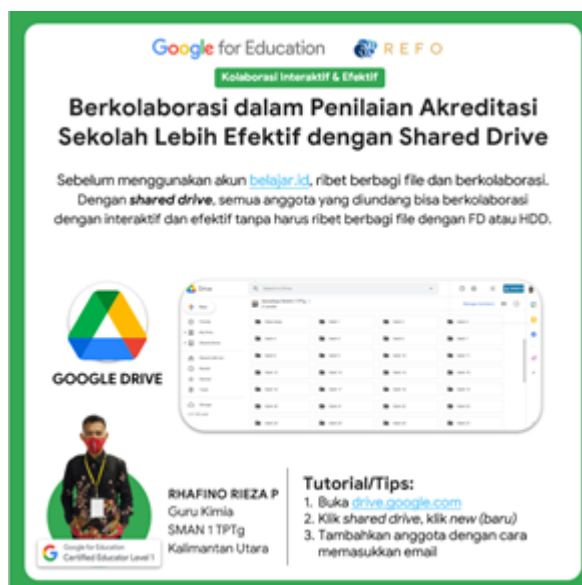 Google for Education
REFO
Kolaborasi Interaktif & Efektif
Berkolaborasi dalam Penilaian Akreditasi
Sekolah Lebih Efektif dengan Shared Drive
Sebelum menggunakan akun belajar.id, ribet berbagi file dan berkolaborasi.
Dengan shared drive, semua anggota yang diundang bisa berkolaborasi
dengan interaktif dan efektif tanpa harus ribet berbagi file dengan FD atau HDD.
Drive
GOOGLE DRIVE
RHAFINO RIEZA P
Guru Kimia
SMAN 1 TPTg
Kalimantan Utara
Google for Education
Certified Educator Level 1
Tutorial/Tips:
1. Buka drive.google.com
2. Klik shared drive, klik new (baru)
3. Tambahkan anggota dengan cara
memasukkan email